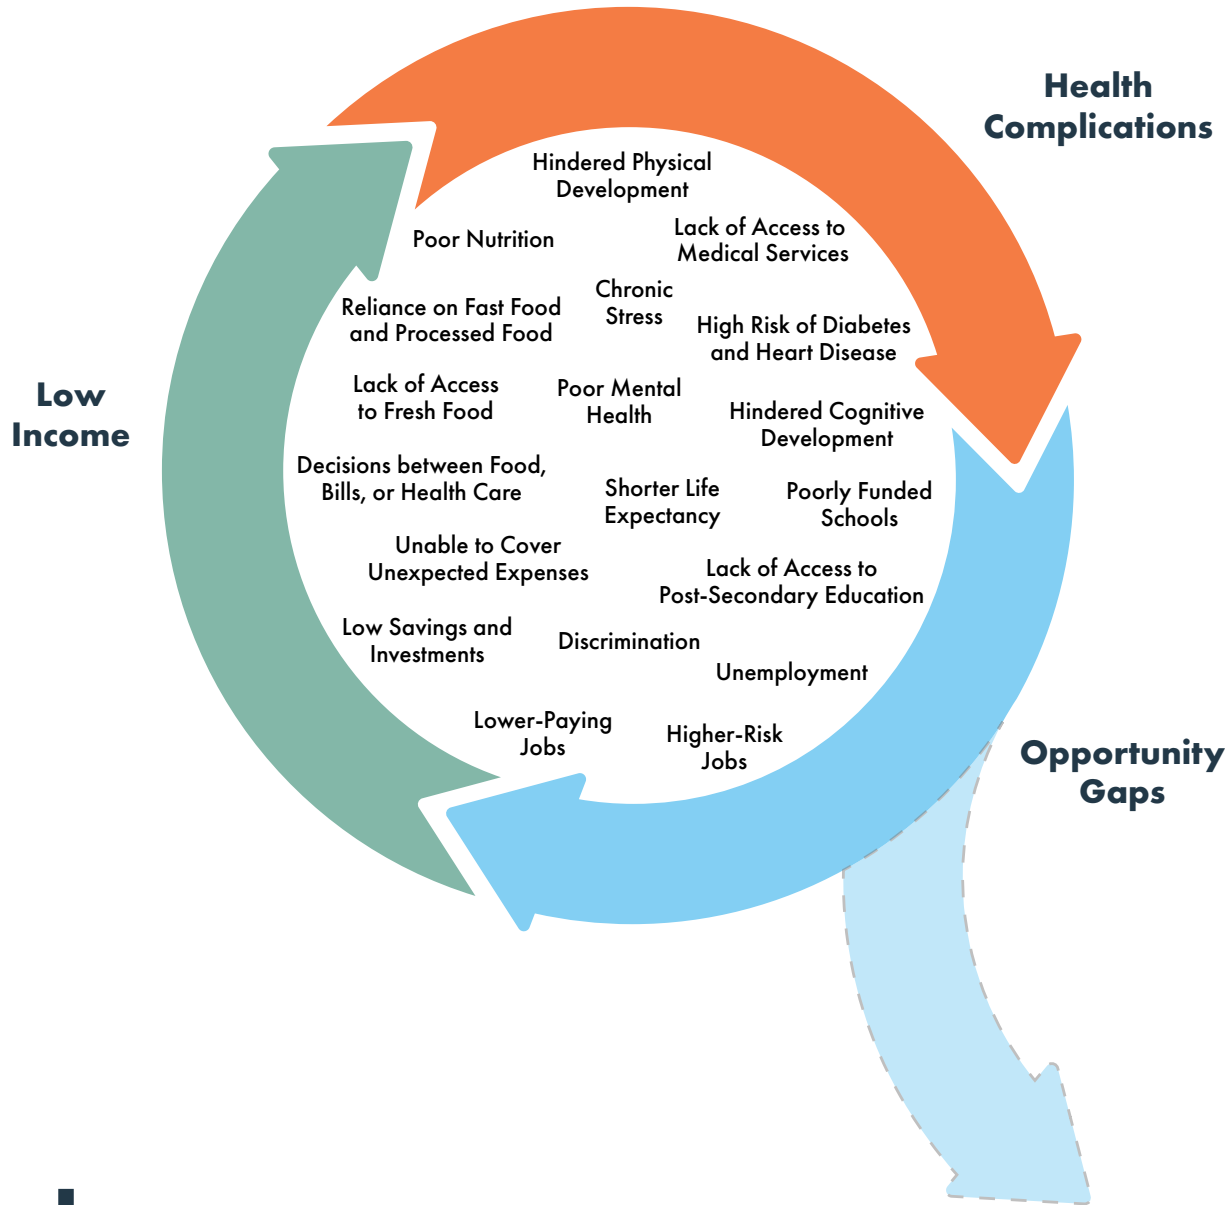 Health
Complications
Hindered Physical
Development
Poor Nutrition
Lack of Access to
Medical Services
Chronic
Stress
Reliance on Fast Food
and Processed Food
High Risk of Diabetes
and Heart Disease
Low
Income
Lack of Access
to Fresh Food
Poor Mental
Health
Hindered Cognitive
Development
Decisions between Food,
Bills, or Health Care
Shorter Life
Expectancy
Poorly Funded
Schools
Unable to Cover
Unexpected Expenses
Lack of Access to
Post-Secondary Education
Low Savings and
Investments
Discrimination
Unemployment
Lower-Paying
Jobs
Higher-Risk
Jobs
Opportunity
Gaps